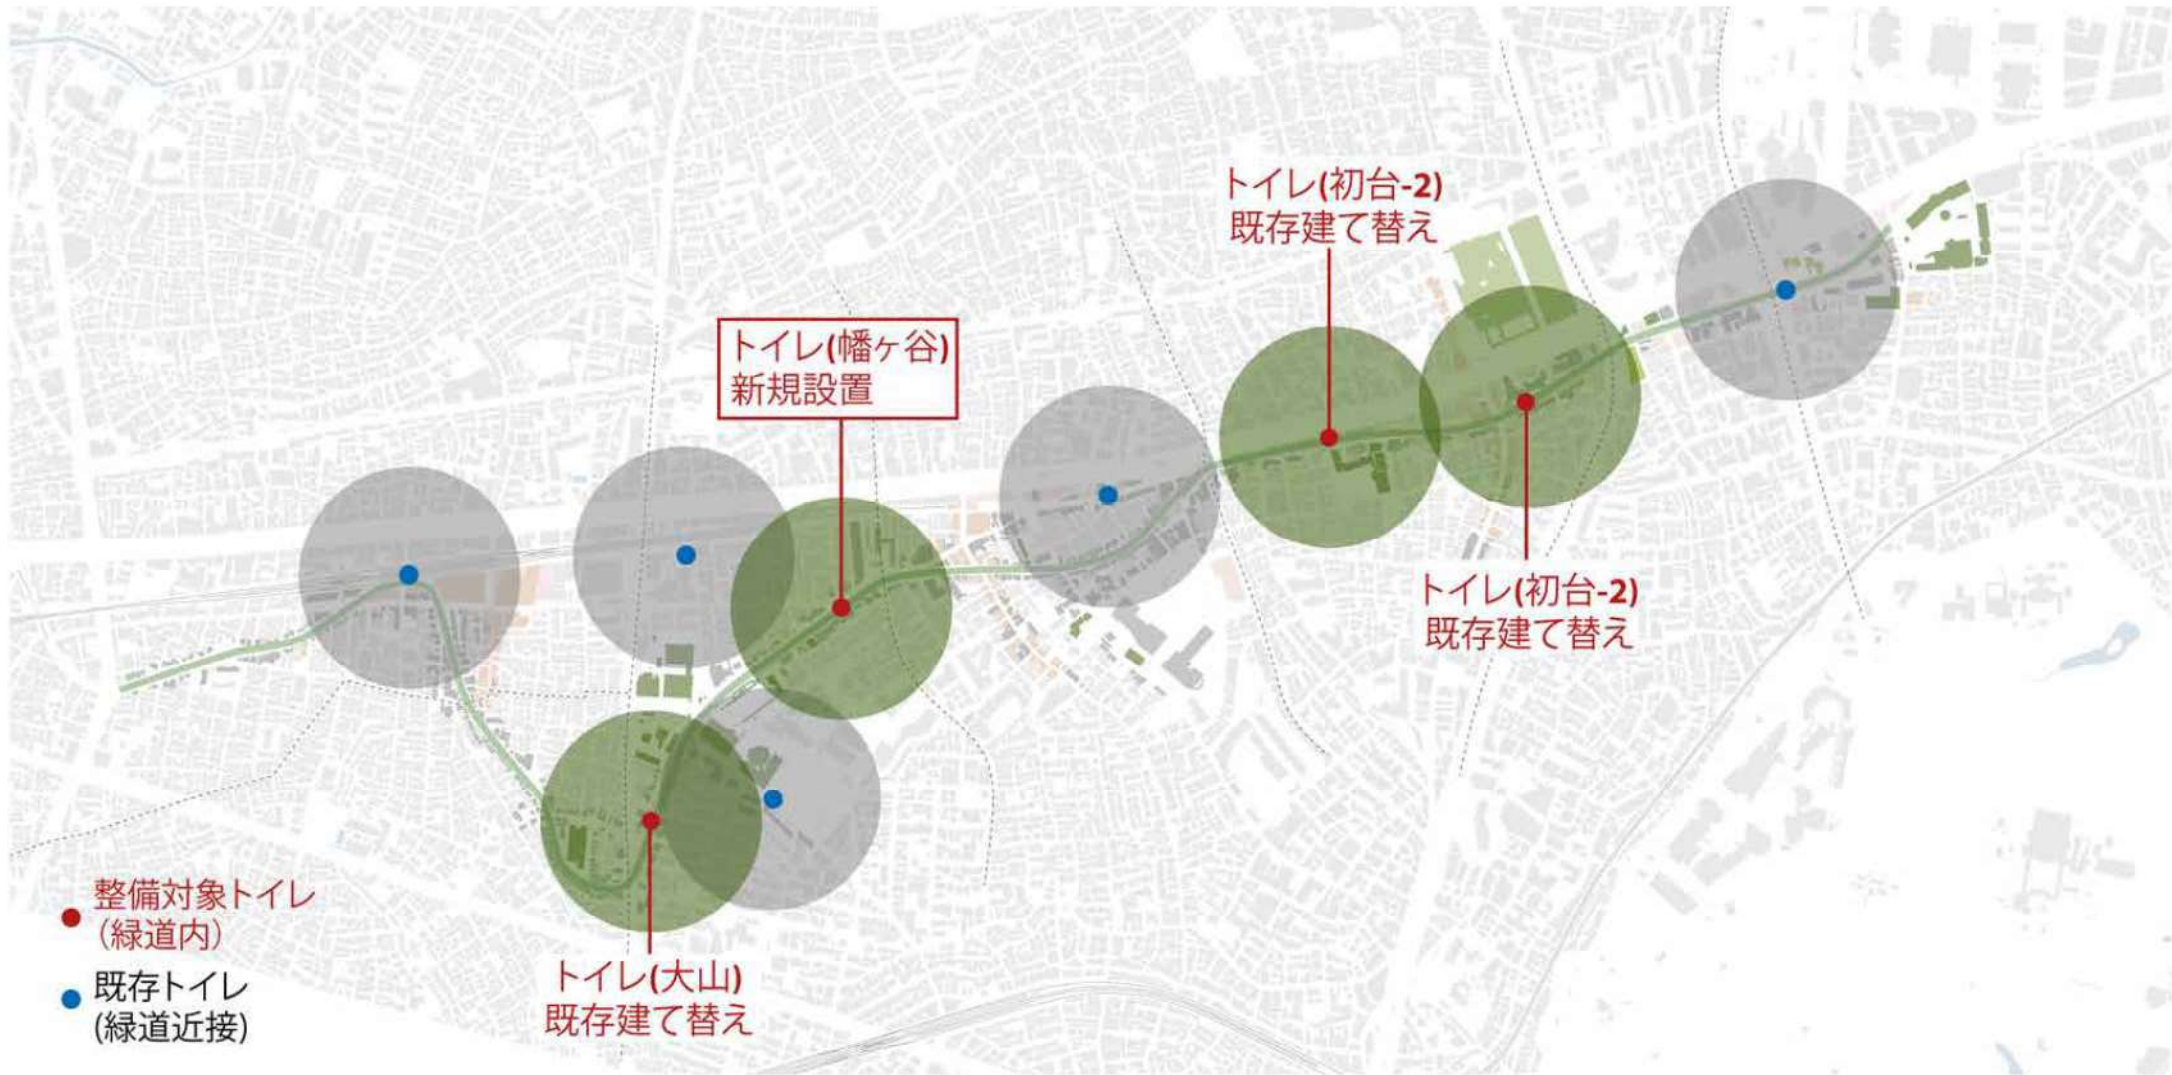 トイレ(初台-2)
既存建て替え
トイレ(幡ヶ谷)
新規設置
トイレ(初台-2)
既存建て替え
トイレ(大山)
既存建て替え
整備対象トイレ
(緑道内)
既存トイレ
(緑道近接)